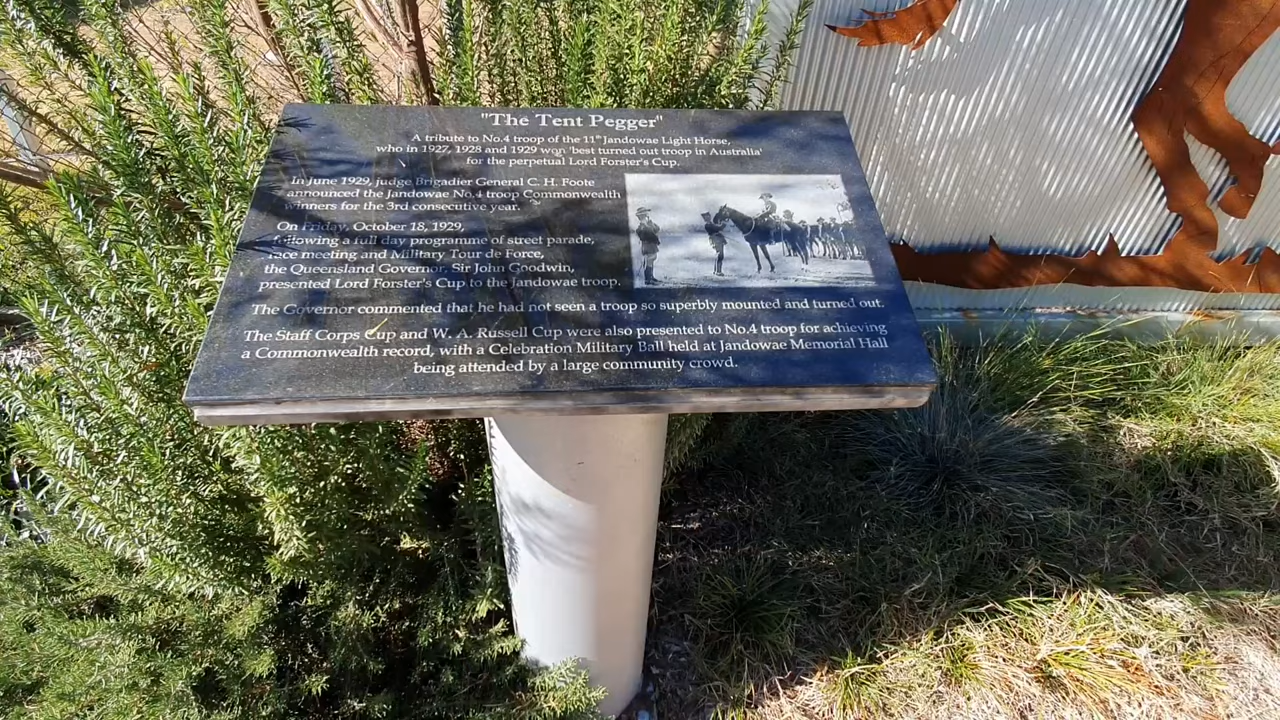 "The Tent Pegger"
A tribute to No.4 troop of the 11th Jandowae Light Horse,
who in 1927, 1928 and 1929 won 'best turned out troop in Australia'
for the perpetual Lord Forster's Cup.
In June 1929, judge Brigadier General C. H. Foote
announced the Jandowae No.4 troop Commonwealth
winners for the 3rd consecutive year.
On Friday, October 18, 1929,
following a full day programme of street parade,
race meeting and Military Tour de Force,
the Queensland Governor, Sir John Goodwin,
presented Lord Forster's Cup to the Jandowae troop.
The Governor commented that he had not seen a troop so superbly mounted and turned out.
The Staff Corps Cup and W. A. Russell Cup were also presented to No.4 troop for achieving
a Commonwealth record, with a Celebration Military Ball held at Jandowae Memorial Hall
being attended by a large community crowd.